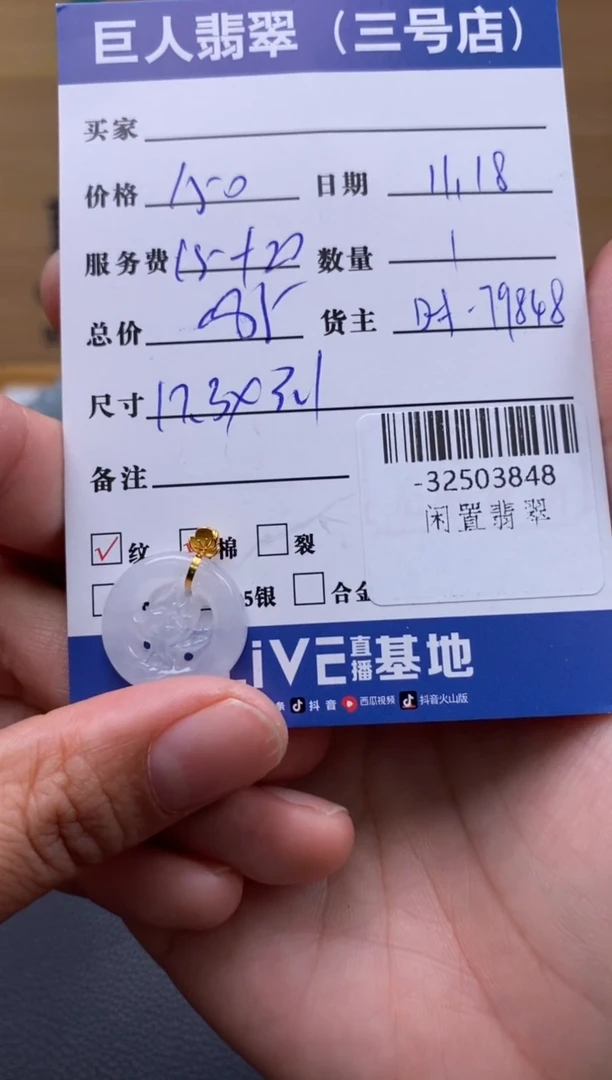 巨人翡翠（三号店）
买家
价格 150 日期 11.18
服务费 15+20 数量 1
总价 185 货主
79848
尺寸 17.3×3.1
-32503848
备注
闲置翡翠
☑纹 棉 □裂
5银 □合金
LIVE直播基地
抖音 西瓜视频 抖音火山版